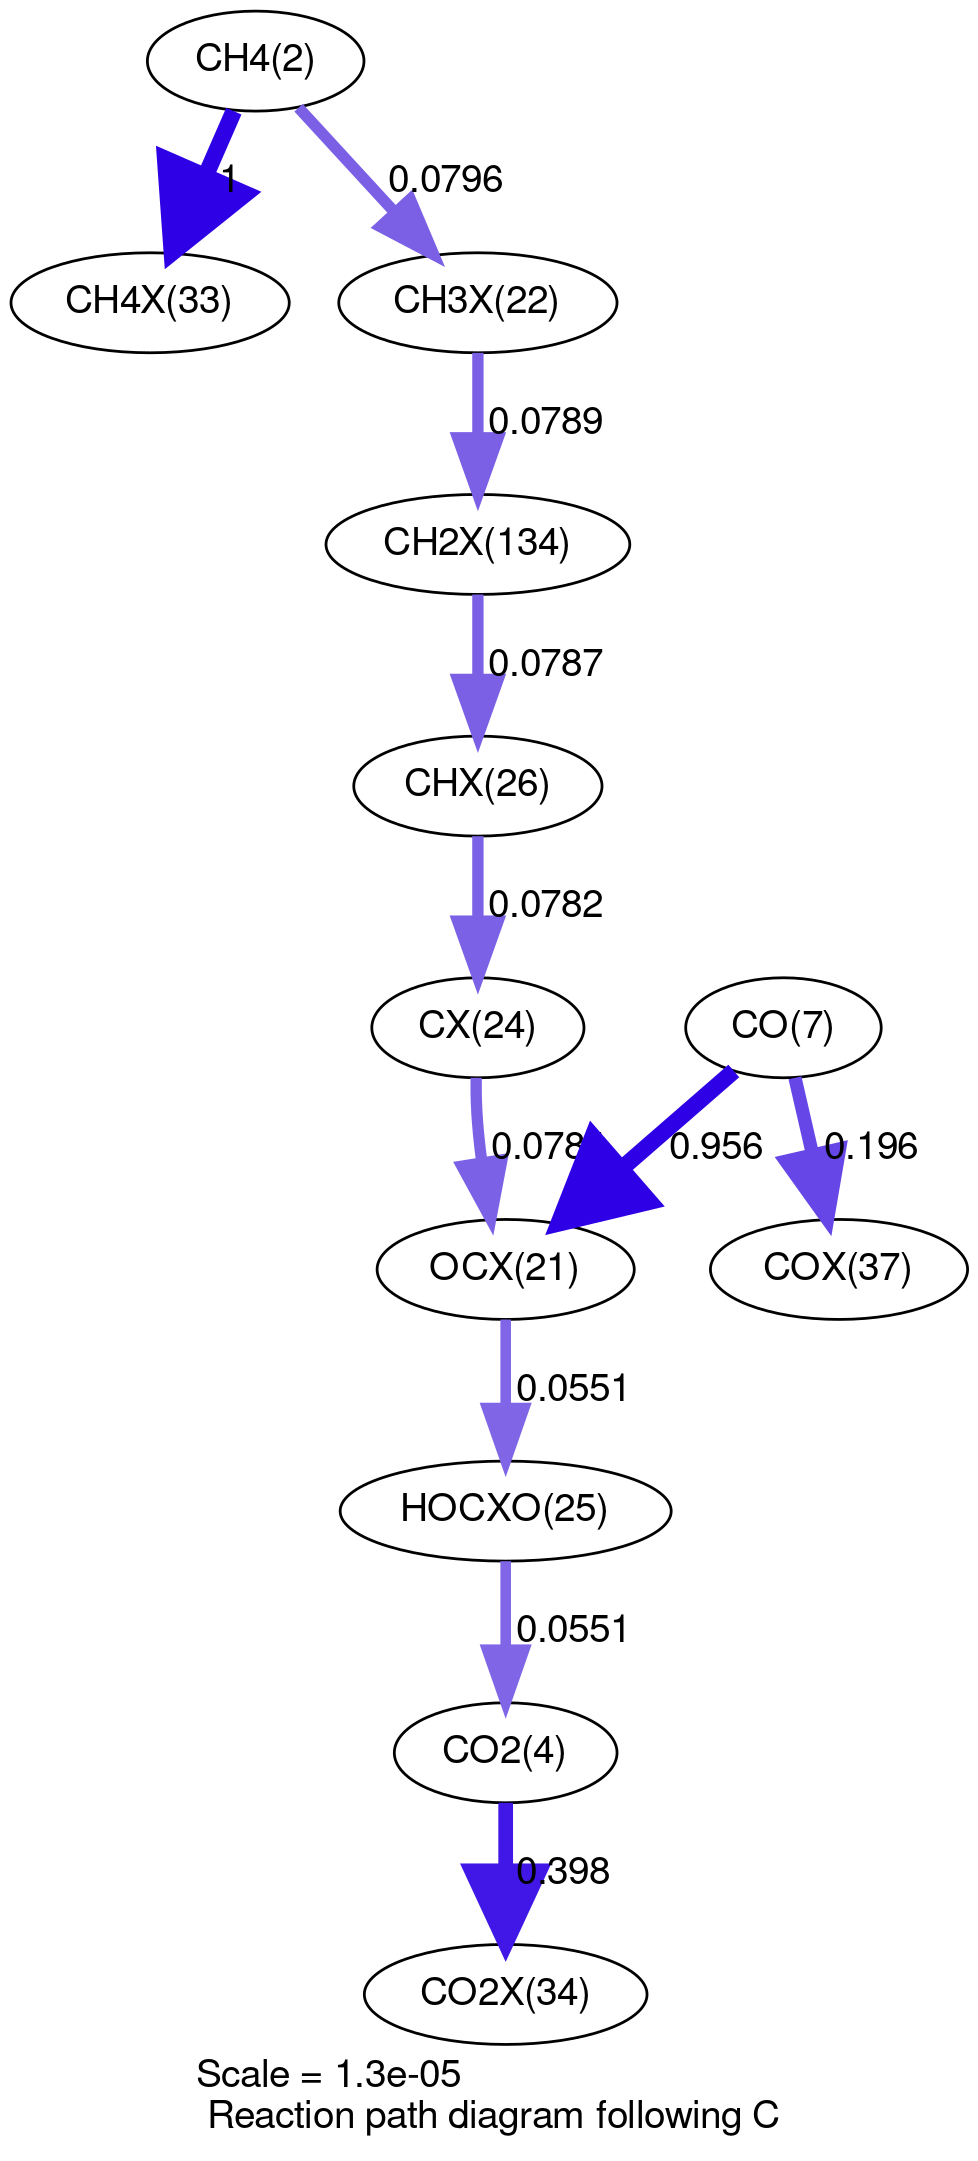 CH4(2)
1
0.0796
CH4X(33)
CH3X(22)
0.0789
CH2X(134)
0.0787
CHX(26)
0.0782
CX(24)
CO(7)
0.956
0.196
OCX(21)
COX(37)
0.0551
HOCXO(25)
0.0551
CO2(4)
0.398
CO2X(34)
Scale = 1.3e-05
Reaction path diagram following C